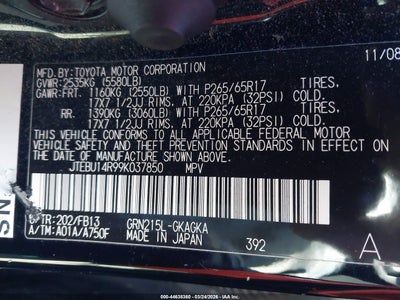 MFD.BY:TOYOTA MOTOR CORPORATION 11/08
GVWR:2535KG (5580LB)
GAWR:FRT. 1160KG (2550LB) WITH P265/65R17 TIRES,
17X7 1/2JJ RIMS, AT 220KPA (32PSI) COLD.
RR. 1390KG (3060LB) WITH P265/65R17 TIRES,
17X7 1/2JJ RIMS, AT 220KPA (32PSI) COLD.
THIS VEHICLE CONFORMS TO ALL APPLICABLE FEDERAL MOTOR
VEHICLE SAFETY, BUMPER AND THEFT PREVENTION STANDARDS IN
EFFECT ON THE DATE OF MANUFACTURE SHOWN ABOVE.
JTEBU14R99K037850 MPV
C/TR:202/FB13 GRN215L-GKAGKA
A/TM:A01A/A750F MADE IN JAPAN 392 A
NS
000-44638360 - 03/24/2026 - IAA Inc.